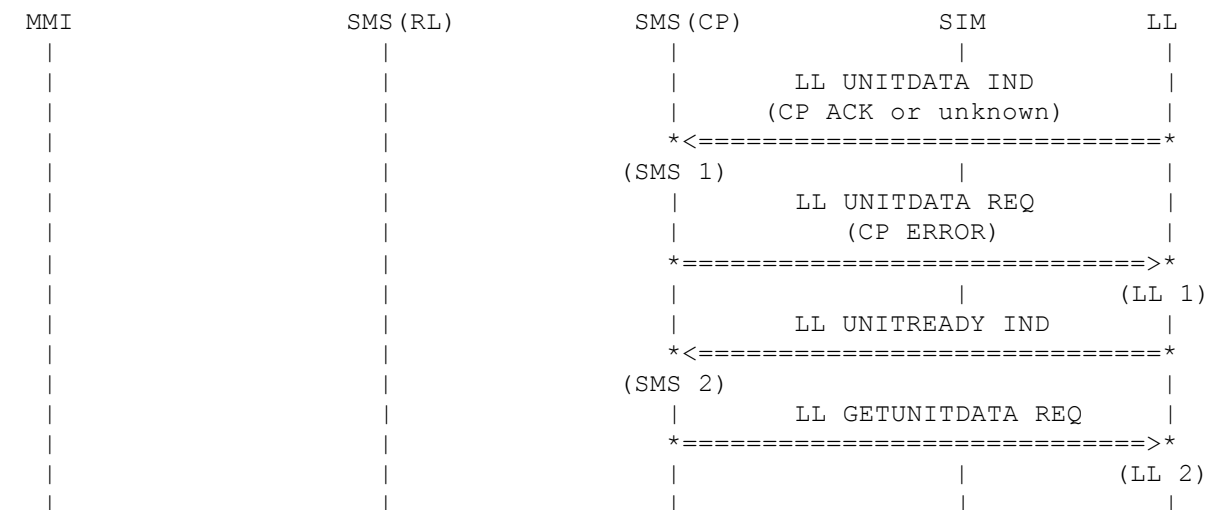 MMI SMS(RL) SMS(CP) SIM LL
LL UNITDATA IND
(CP ACK or unknown)
*<=============================*
(SMS 1)
LL UNITDATA REQ
(CP ERROR)
*=============================>*
(LL 1)
LL UNITREADY IND
*<=============================*
(SMS 2)
LL GETUNITDATA REQ
*=============================>*
(LL 2)